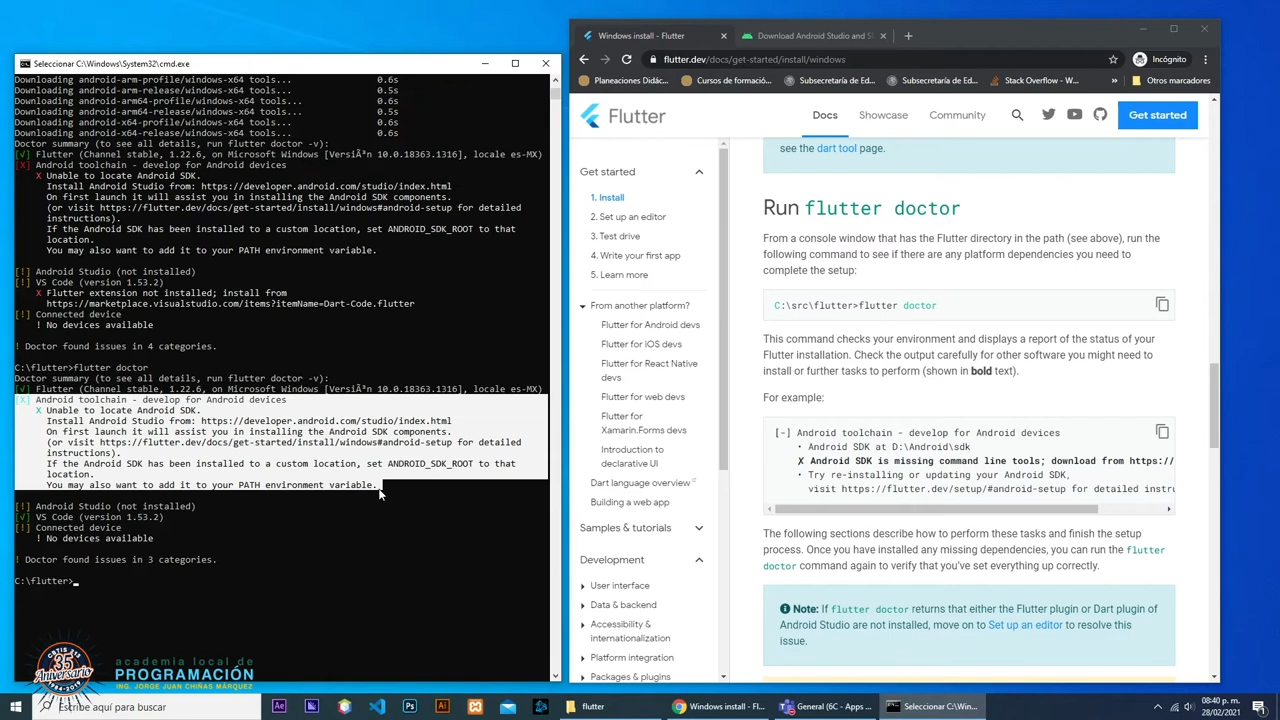 Seleccionar C:\Windows\System32\cmd.exe
Downloading android-arm-profile/windows-x64 tools... 0.6s
Downloading android-arm-release/windows-x64 tools... 0.5s
Downloading android-arm64-profile/windows-x64 tools... 0.6s
Downloading android-arm64-release/windows-x64 tools... 0.5s
Downloading android-x64-profile/windows-x64 tools... 0.6s
Downloading android-x64-release/windows-x64 tools... 0.6s
Doctor summary (to see all details, run flutter doctor -v):
[√] Flutter (Channel stable, 1.22.6, on Microsoft Windows [VersiÃªn 10.0.18363.1316], locale es-MX)
[X] Android toolchain - develop for Android devices
X Unable to locate Android SDK.
Install Android Studio from: https://developer.android.com/studio/index.html
On first launch it will assist you in installing the Android SDK components.
(or visit https://flutter.dev/docs/get-started/install/windows#android-setup for detailed
instructions).
If the Android SDK has been installed to a custom location, set ANDROID_SDK_ROOT to that
location.
You may also want to add it to your PATH environment variable.
[!] Android Studio (not installed)
[!] VS Code (version 1.53.2)
X Flutter extension not installed; install from
https://marketplace.visualstudio.com/items?itemName=Dart-Code.flutter
[!] Connected device
! No devices available
! Doctor found issues in 4 categories.
C:\flutter>flutter doctor
Doctor summary (to see all details, run flutter doctor -v):
[√] Flutter (Channel stable, 1.22.6, on Microsoft Windows [VersiÃªn 10.0.18363.1316], locale es-MX)
[X] Android toolchain - develop for Android devices
X Unable to locate Android SDK.
Install Android Studio from: https://developer.android.com/studio/index.html
On first launch it will assist you in installing the Android SDK components.
(or visit https://flutter.dev/docs/get-started/install/windows#android-setup for detailed
instructions).
If the Android SDK has been installed to a custom location, set ANDROID_SDK_ROOT to that
location.
You may also want to add it to your PATH environment variable.
[!] Android Studio (not installed)
[√] VS Code (version 1.53.2)
[!] Connected device
! No devices available
! Doctor found issues in 3 categories.
C:\flutter>_
CBTIS 212
35
Aniversario
1984-2019
academia local de
PROGRAMACIÓN
ING. JORGE JUAN CHIÑAS MÁRQUEZ
Windows install - Flutter
Download Android Studio and S
flutter.dev/docs/get-started/install/windows
Incógnito
Planeaciones Didác...
Cursos de formació...
Subsecretaría de Ed...
Subsecretaría de Ed...
Stack Overflow - W...
»
Otros marcadores
Flutter
Docs
Showcase
Community
Get started
Get started
1. Install
2. Set up an editor
3. Test drive
4. Write your first app
5. Learn more
From another platform?
Flutter for Android devs
Flutter for iOS devs
Flutter for React Native
devs
Flutter for web devs
Flutter for
Xamarin.Forms devs
Introduction to
declarative UI
Dart language overview
Building a web app
Samples & tutorials
Development
User interface
Data & backend
Accessibility &
internationalization
Platform integration
Packages & plugins
see the dart tool page.
Run flutter doctor
From a console window that has the Flutter directory in the path (see above), run the
following command to see if there are any platform dependencies you need to
complete the setup:
C:\src\flutter>flutter doctor
This command checks your environment and displays a report of the status of your
Flutter installation. Check the output carefully for other software you might need to
install or further tasks to perform (shown in bold text).
For example:
[-] Android toolchain - develop for Android devices
• Android SDK at D:\Android\sdk
✗ Android SDK is missing command line tools; download from https:/
• Try re-installing or updating your Android SDK,
visit https://flutter.dev/setup/#android-setup for detailed instru
The following sections describe how to perform these tasks and finish the setup
process. Once you have installed any missing dependencies, you can run the flutter
doctor command again to verify that you've set everything up correctly.
Note: If flutter doctor returns that either the Flutter plugin or Dart plugin of
Android Studio are not installed, move on to Set up an editor to resolve this
issue.
Escribe aquí para buscar
Ae
Ps
Ai
flutter
Windows install - Fl...
General (6C - Apps ...
Seleccionar C:\Win...
08:40 p. m.
28/02/2021